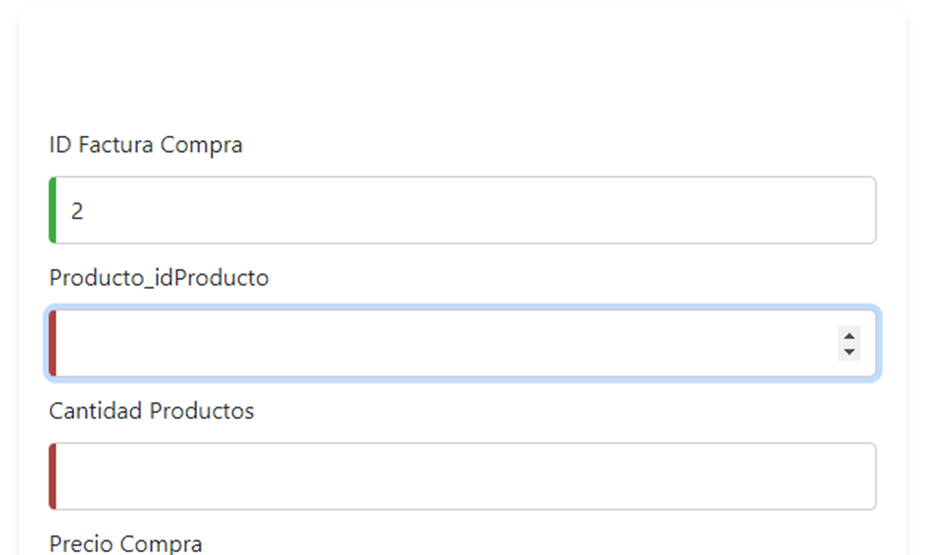 ID Factura Compra
2
Producto_idProducto
Cantidad Productos
Precio Compra